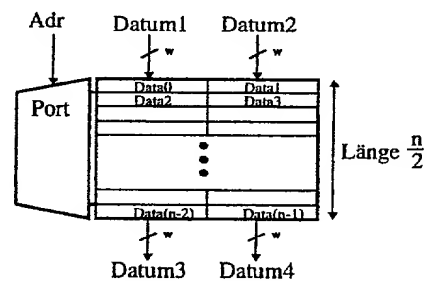 Adr Datum1 Datum2
w w
Data0 Data1
Port Data2 Data3
Länge n/2
Data(n-2) Data(n-1)
w w
Datum3 Datum4